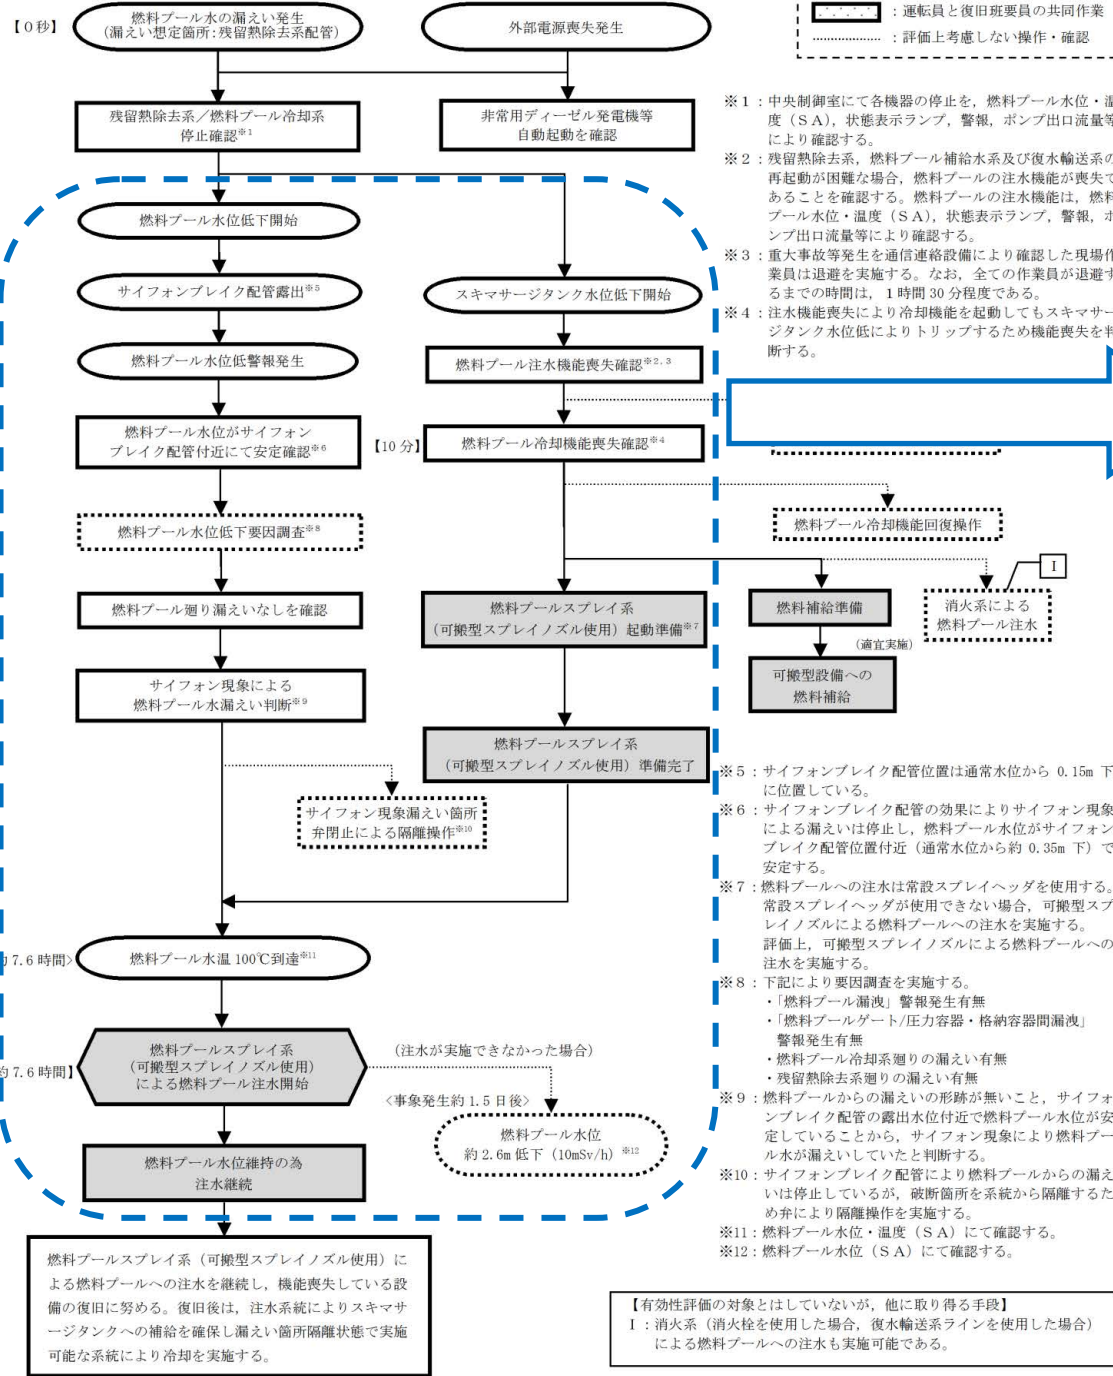 【0秒】
燃料プール水の漏えい発生
(漏えい想定箇所:残留熱除去系配管)
外部電源喪失発生
：運転員と復旧班要員の共同作業
：評価上考慮しない操作・確認
残留熱除去系／燃料プール冷却系
停止確認※1
非常用ディーゼル発電機等
自動起動を確認
※1：中央制御室にて各機器の停止を，燃料プール水位・温
度（ＳＡ），状態表示ランプ，警報，ポンプ出口流量等
により確認する。
※2：残留熱除去系，燃料プール補給水系及び復水輸送系の
再起動が困難な場合，燃料プールの注水機能が喪失で
あることを確認する。燃料プールの注水機能は，燃料
プール水位・温度（ＳＡ），状態表示ランプ，警報，ポ
ンプ出口流量等により確認する。
※3：重大事故等発生を通信連絡設備により確認した現場作
業員は退避を実施する。なお，全ての作業員が退避す
るまでの時間は，1時間30分程度である。
※4：注水機能喪失により冷却機能を起動してもスキマサー
ジタンク水位低によりトリップするため機能喪失を判
断する。
燃料プール水位低下開始
サイフォンブレイク配管露出※5
スキマサージタンク水位低下開始
燃料プール水位低警報発生
燃料プール注水機能喪失確認※2,3
燃料プール水位がサイフォン
ブレイク配管付近にて安定確認※6
【10分】
燃料プール冷却機能喪失確認※4
燃料プール水位低下要因調査※8
燃料プール冷却機能回復操作
燃料プール廻り漏えいなしを確認
燃料プールスプレイ系
(可搬型スプレイノズル使用) 起動準備※7
燃料補給準備
Ⅰ
消火系による
燃料プール注水
(適宜実施)
可搬型設備への
燃料補給
サイフォン現象による
燃料プール水漏えい判断※9
燃料プールスプレイ系
(可搬型スプレイノズル使用) 準備完了
サイフォン現象漏えい箇所
弁閉止による隔離操作※10
※5：サイフォンブレイク配管位置は通常水位から 0.15m 下
に位置している。
※6：サイフォンブレイク配管の効果によりサイフォン現象
による漏えいは停止し，燃料プール水位がサイフォン
ブレイク配管位置付近（通常水位から約 0.35m 下）で
安定する。
※7：燃料プールへの注水は常設スプレイヘッダを使用する。
常設スプレイヘッダが使用できない場合，可搬型スプ
レイノズルによる燃料プールへの注水を実施する。
評価上，可搬型スプレイノズルによる燃料プールへの
注水を実施する。
※8：下記により要因調査を実施する。
・「燃料プール漏洩」警報発生有無
・「燃料プールゲート/圧力容器・格納容器間漏洩」
警報発生有無
・燃料プール冷却系廻りの漏えい有無
・残留熱除去系廻りの漏えい有無
※9：燃料プールからの漏えいの形跡が無いこと，サイフォ
ンブレイク配管の露出水位付近で燃料プール水位が安
定していることから，サイフォン現象により燃料プー
ル水が漏えいしていたと判断する。
※10：サイフォンブレイク配管により燃料プールからの漏え
いは停止しているが，破断箇所を系統から隔離するた
め弁により隔離操作を実施する。
※11：燃料プール水位・温度（ＳＡ）にて確認する。
※12：燃料プール水位（ＳＡ）にて確認する。
7.6時間>
燃料プール水温 100℃到達※11
約7.6時間】
燃料プールスプレイ系
(可搬型スプレイノズル使用)
による燃料プール注水開始
(注水が実施できなかった場合)
<事象発生約1.5日後>
燃料プール水位
約2.6m低下 (10mSv/h) ※12
燃料プール水位維持の為
注水継続
燃料プールスプレイ系（可搬型スプレイノズル使用）に
よる燃料プールへの注水を継続し，機能喪失している設
備の復旧に努める。復旧後は，注水系統によりスキマサ
ージタンクへの補給を確保し漏えい箇所隔離状態で実施
可能な系統により冷却を実施する。
【有効性評価の対象とはしていないが，他に取り得る手段】
Ⅰ：消火系（消火栓を使用した場合，復水輸送系ラインを使用した場合）
による燃料プールへの注水も実施可能である。